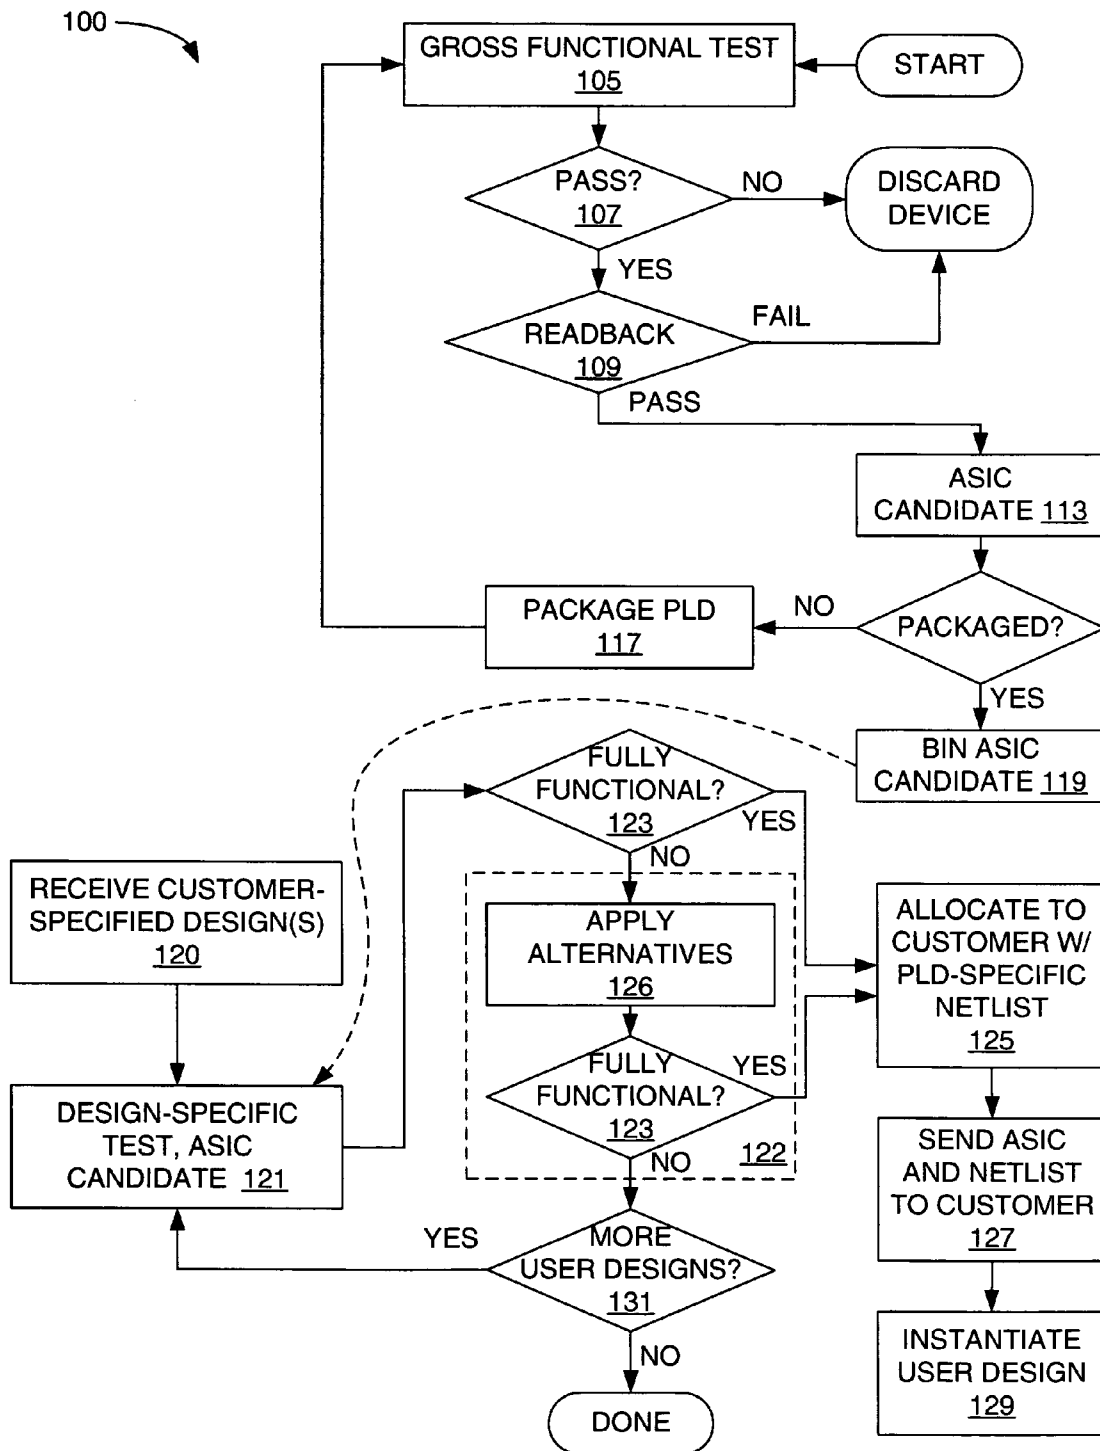 100
GROSS FUNCTIONAL TEST
105
START
PASS?
107
NO
DISCARD
DEVICE
YES
READBACK
109
FAIL
PASS
ASIC
CANDIDATE 113
PACKAGED?
NO
PACKAGE PLD
117
YES
BIN ASIC
CANDIDATE 119
FULLY
FUNCTIONAL?
123
YES
NO
RECEIVE CUSTOMER-
SPECIFIED DESIGN(S)
120
APPLY
ALTERNATIVES
126
ALLOCATE TO
CUSTOMER W/
PLD-SPECIFIC
NETLIST
125
FULLY
FUNCTIONAL?
123
YES
NO
122
DESIGN-SPECIFIC
TEST, ASIC
CANDIDATE 121
SEND ASIC
AND NETLIST
TO CUSTOMER
127
MORE
USER DESIGNS?
131
YES
NO
INSTANTIATE
USER DESIGN
129
DONE